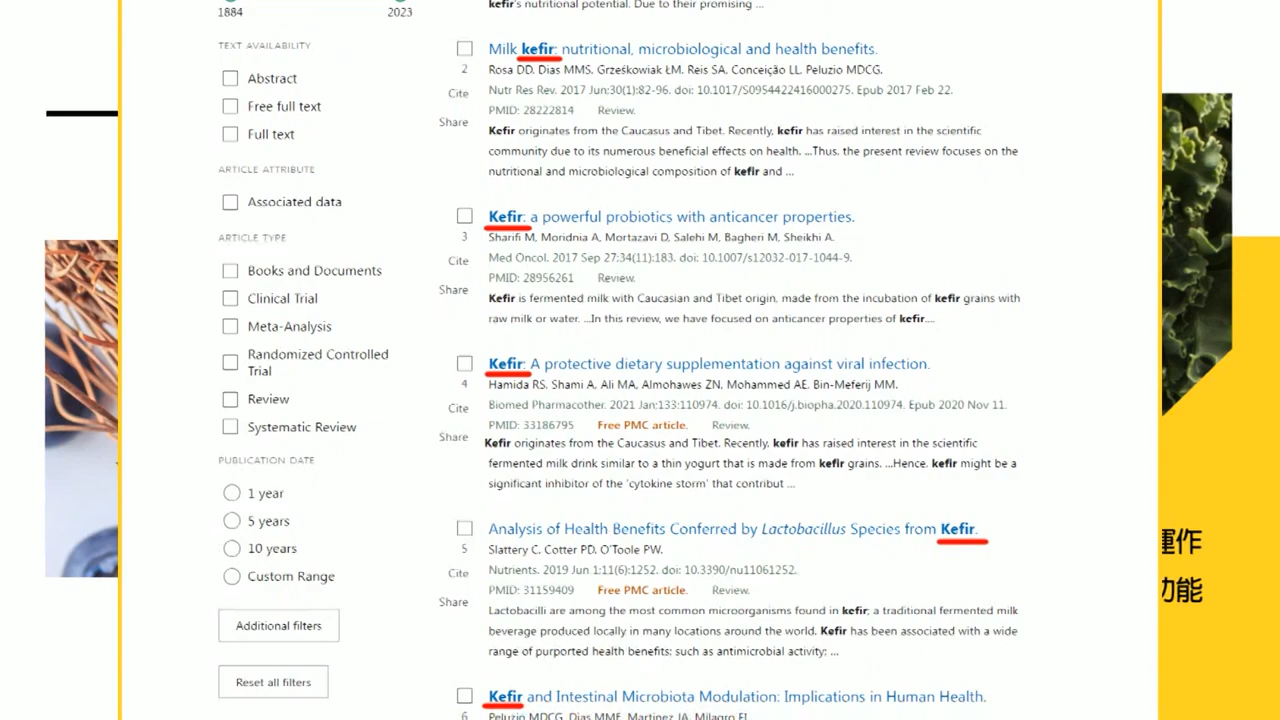 1884
2023
TEXT AVAILABILITY
Abstract
Free full text
Full text
ARTICLE ATTRIBUTE
Associated data
ARTICLE TYPE
Books and Documents
Clinical Trial
Meta-Analysis
Randomized Controlled
Trial
Review
Systematic Review
PUBLICATION DATE
1 year
5 years
10 years
Custom Range
Additional filters
Reset all filters
kefir's nutritional potential. Due to their promising ...
Milk kefir: nutritional, microbiological and health benefits.
2
Rosa DD, Dias MMS, Grześkowiak ŁM, Reis SA, Conceição LL, Peluzio MDCG.
Cite
Nutr Res Rev. 2017 Jun;30(1):82-96. doi: 10.1017/S0954422416000275. Epub 2017 Feb 22.
PMID: 28222814 Review.
Share
Kefir originates from the Caucasus and Tibet. Recently, kefir has raised interest in the scientific
community due to its numerous beneficial effects on health. ...Thus, the present review focuses on the
nutritional and microbiological composition of kefir and ...
Kefir: a powerful probiotics with anticancer properties.
3
Sharifi M, Moridnia A, Mortazavi D, Salehi M, Bagheri M, Sheikhi A.
Cite
Med Oncol. 2017 Sep 27;34(11):183. doi: 10.1007/s12032-017-1044-9.
PMID: 28956261 Review.
Share
Kefir is fermented milk with Caucasian and Tibet origin, made from the incubation of kefir grains with
raw milk or water. ...In this review, we have focused on anticancer properties of kefir....
Kefir: A protective dietary supplementation against viral infection.
4
Hamida RS, Shami A, Ali MA, Almohawes ZN, Mohammed AE, Bin-Meferij MM.
Cite
Biomed Pharmacother. 2021 Jan;133:110974. doi: 10.1016/j.biopha.2020.110974. Epub 2020 Nov 11.
PMID: 33186795 Free PMC article. Review.
Share
Kefir originates from the Caucasus and Tibet. Recently, kefir has raised interest in the scientific
fermented milk drink similar to a thin yogurt that is made from kefir grains. ...Hence, kefir might be a
significant inhibitor of the 'cytokine storm' that contribut ...
Analysis of Health Benefits Conferred by Lactobacillus Species from Kefir.
5
Slattery C, Cotter PD, O'Toole PW.
Cite
Nutrients. 2019 Jun 1;11(6):1252. doi: 10.3390/nu11061252.
PMID: 31159409 Free PMC article. Review.
Share
Lactobacilli are among the most common microorganisms found in kefir; a traditional fermented milk
beverage produced locally in many locations around the world. Kefir has been associated with a wide
range of purported health benefits; such as antimicrobial activity; ...
Kefir and Intestinal Microbiota Modulation: Implications in Human Health.
6
Peluzio MDCG, Dias MME, Martinez JA, Milagro FI.
運作
功能